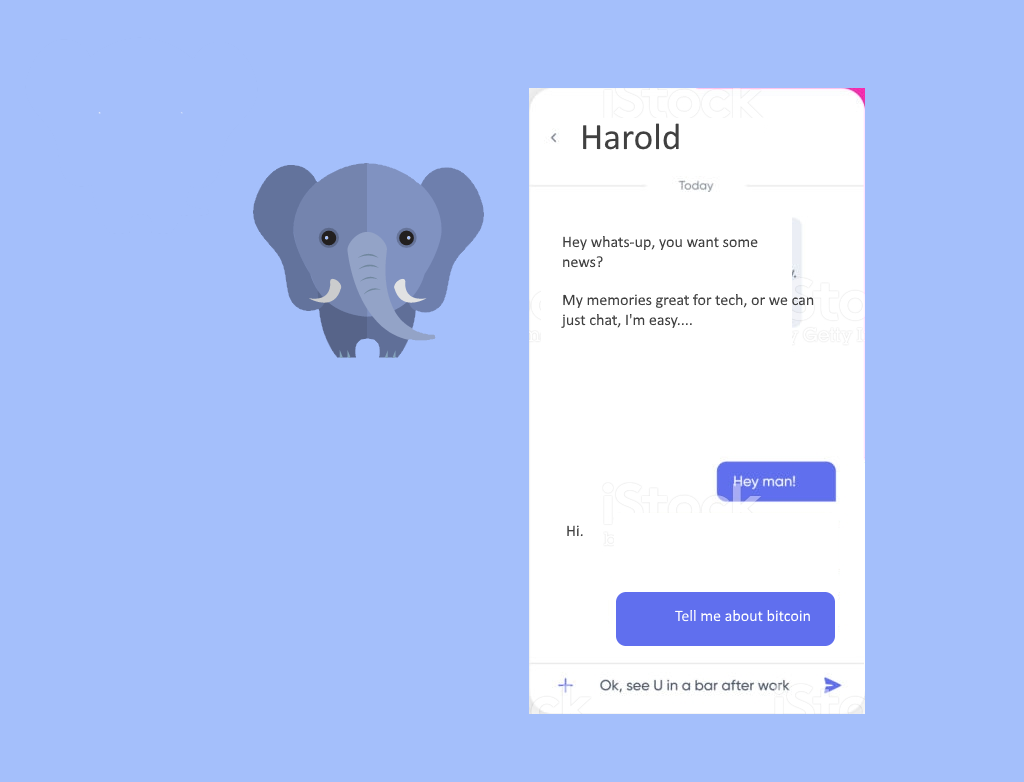 iStock
Harold
Today
Hey whats-up, you want some
news?
My memories great for tech, or we can
just chat, I'm easy....
Hey man!
iStock
Hi.
Tell me about bitcoin
Ok, see U in a bar after work